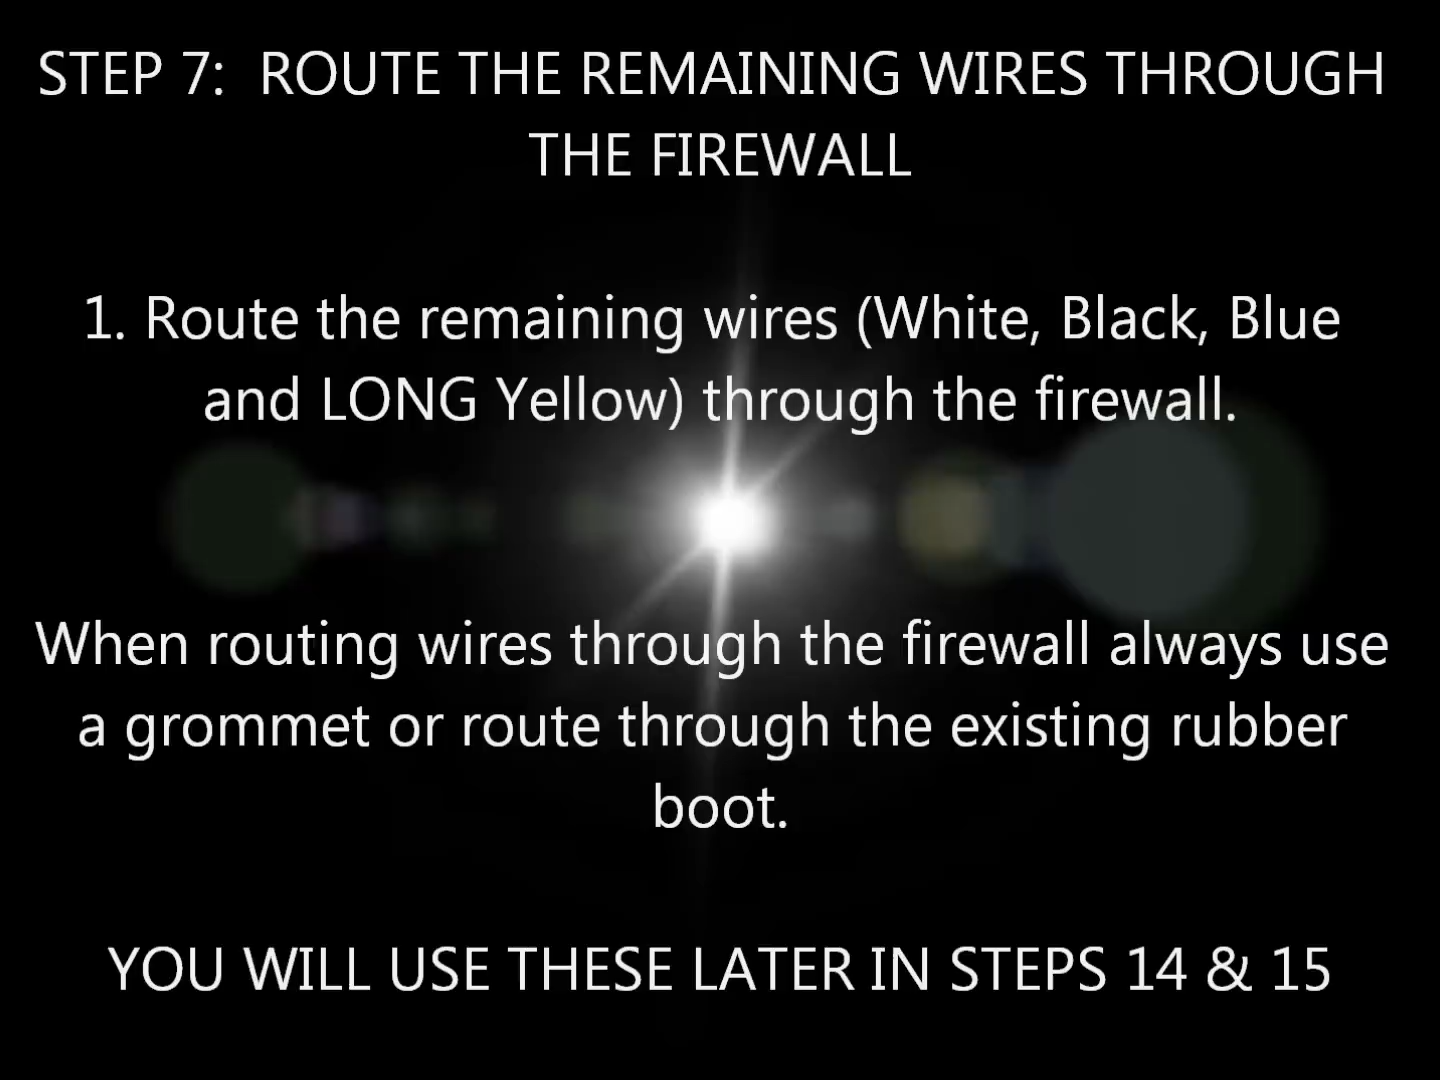 STEP 7:  ROUTE THE REMAINING WIRES THROUGH
THE FIREWALL
1. Route the remaining wires (White, Black, Blue
and LONG Yellow) through the firewall.
When routing wires through the firewall always use
a grommet or route through the existing rubber
boot.
YOU WILL USE THESE LATER IN STEPS 14 & 15